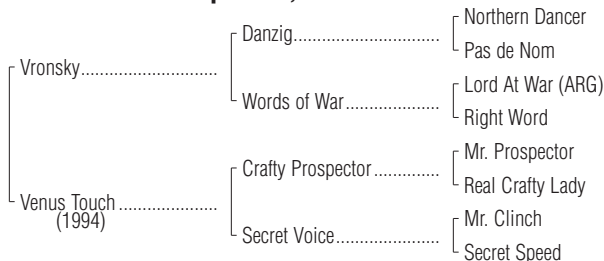 Northern Dancer
Danzig
Pas de Nom
Vronsky
Lord At War (ARG)
Words of War
Right Word
Mr. Prospector
Crafty Prospector
Real Crafty Lady
Venus Touch
(1994)
Mr. Clinch
Secret Voice
Secret Speed